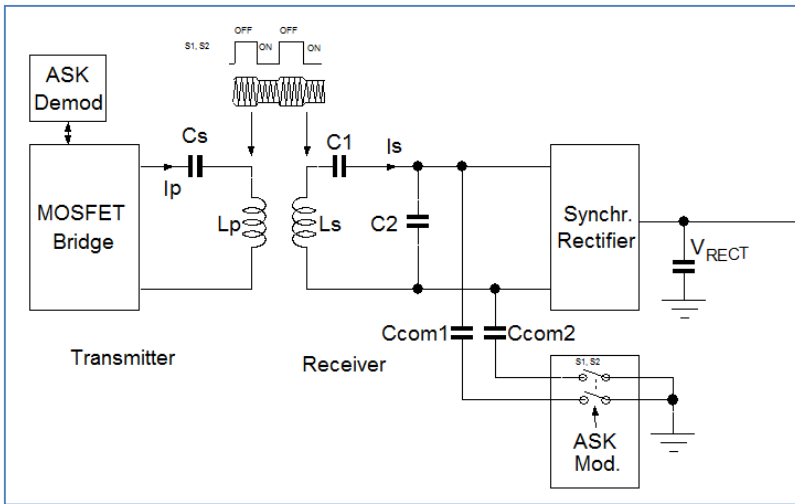 OFF OFF
S1, S2 ON ON
ASK
Demod
Cs
C1
Ip
Is
MOSFET
Bridge
Lp
Ls
C2
Synchr.
Rectifier
VRECT
Ccom1
Ccom2
Transmitter
Receiver
S1, S2
ASK
Mod.